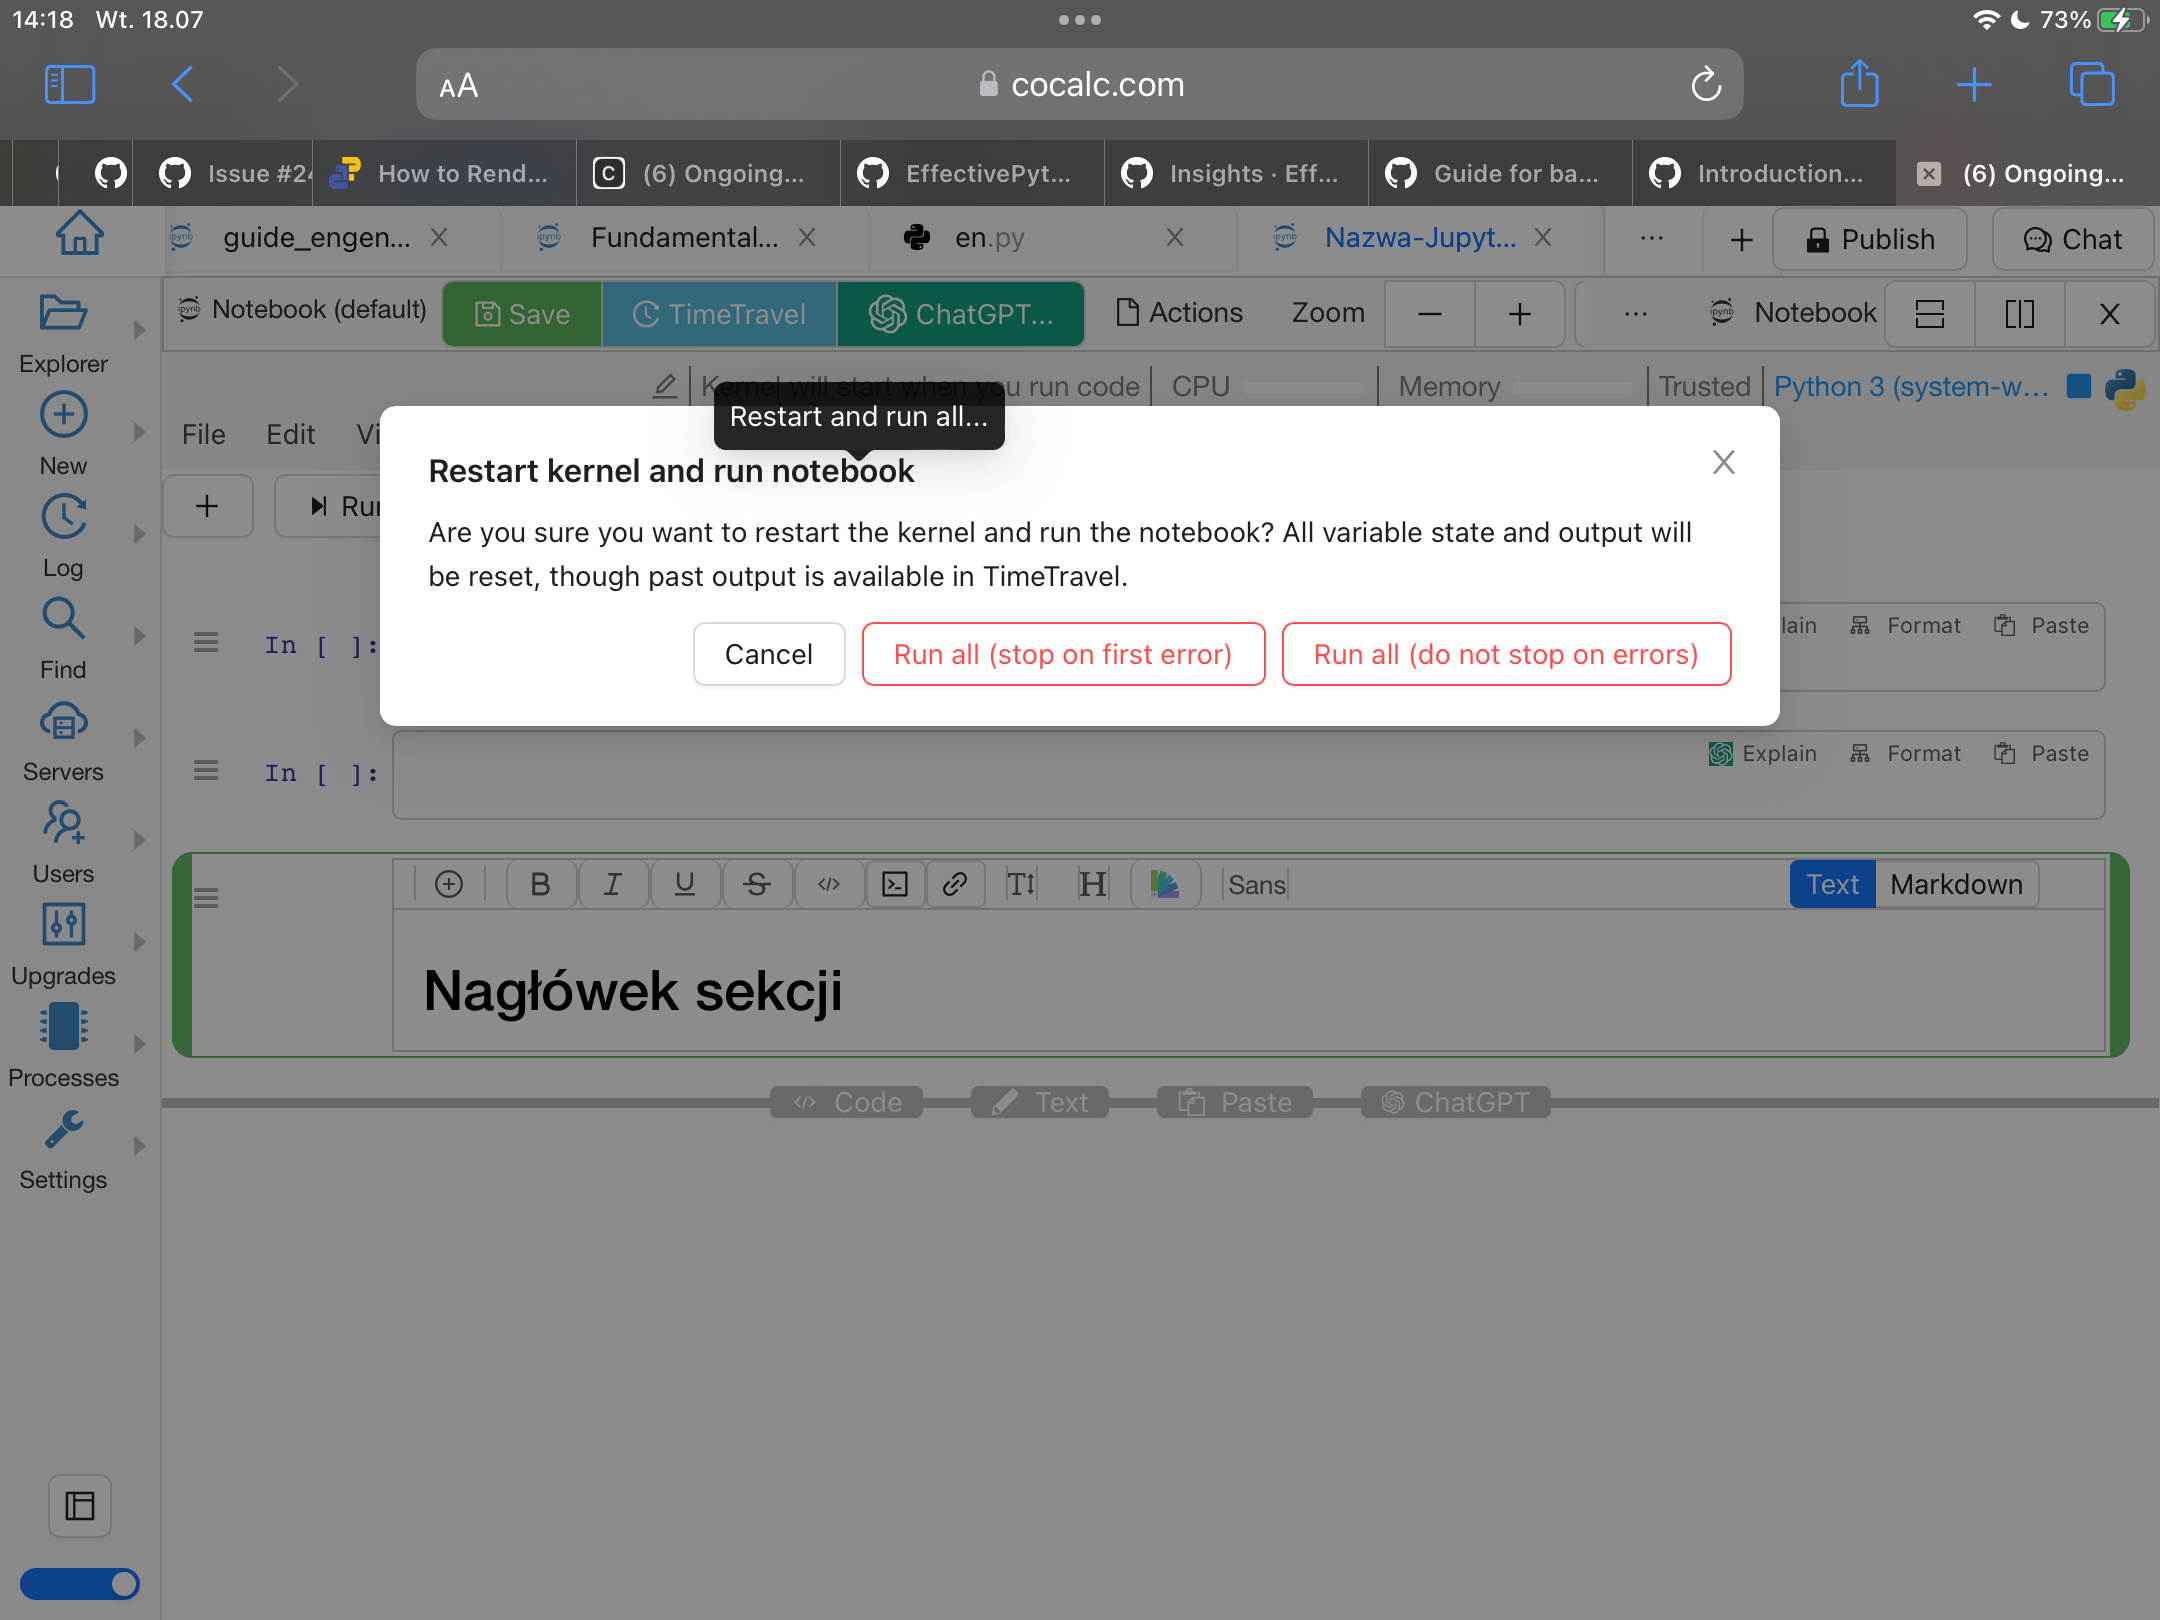 14:18 Wt. 18.07
73%
AA
cocalc.com
Issue #24
How to Rend...
(6) Ongoing...
EffectivePyt...
Insights · Eff...
Guide for ba...
Introduction...
(6) Ongoing...
guide_engen...
Fundamental...
en.py
Nazwa-Jupyt...
Publish
Chat
Notebook (default)
Save
TimeTravel
ChatGPT...
Actions
Zoom
Notebook
Explorer
New
Log
Find
Servers
Users
Upgrades
Processes
Settings
Kernel will start when you run code
CPU
Memory
Trusted
Python 3 (system-w...
File Edit Vi
Restart and run all...
Run
Restart kernel and run notebook
Are you sure you want to restart the kernel and run the notebook? All variable state and output will
be reset, though past output is available in TimeTravel.
Cancel
Run all (stop on first error)
Run all (do not stop on errors)
In [ ]:
lain Format Paste
In [ ]:
Explain Format Paste
B I U S </> Tt H Sans
Text Markdown
Nagłówek sekcji
</> Code Text Paste ChatGPT